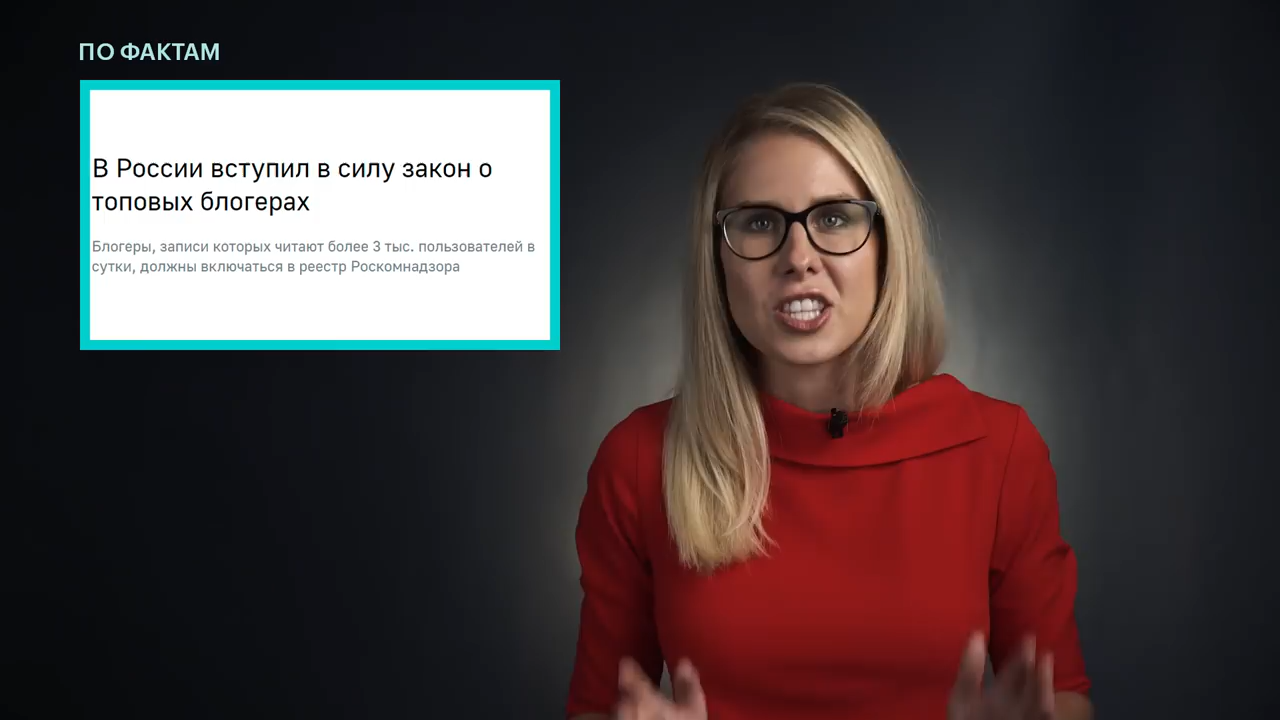 ПО ФАКТАМ
В России вступил в силу закон о
топовых блогерах
Блогеры, записи которых читают более 3 тыс. пользователей в
сутки, должны включаться в реестр Роскомнадзора